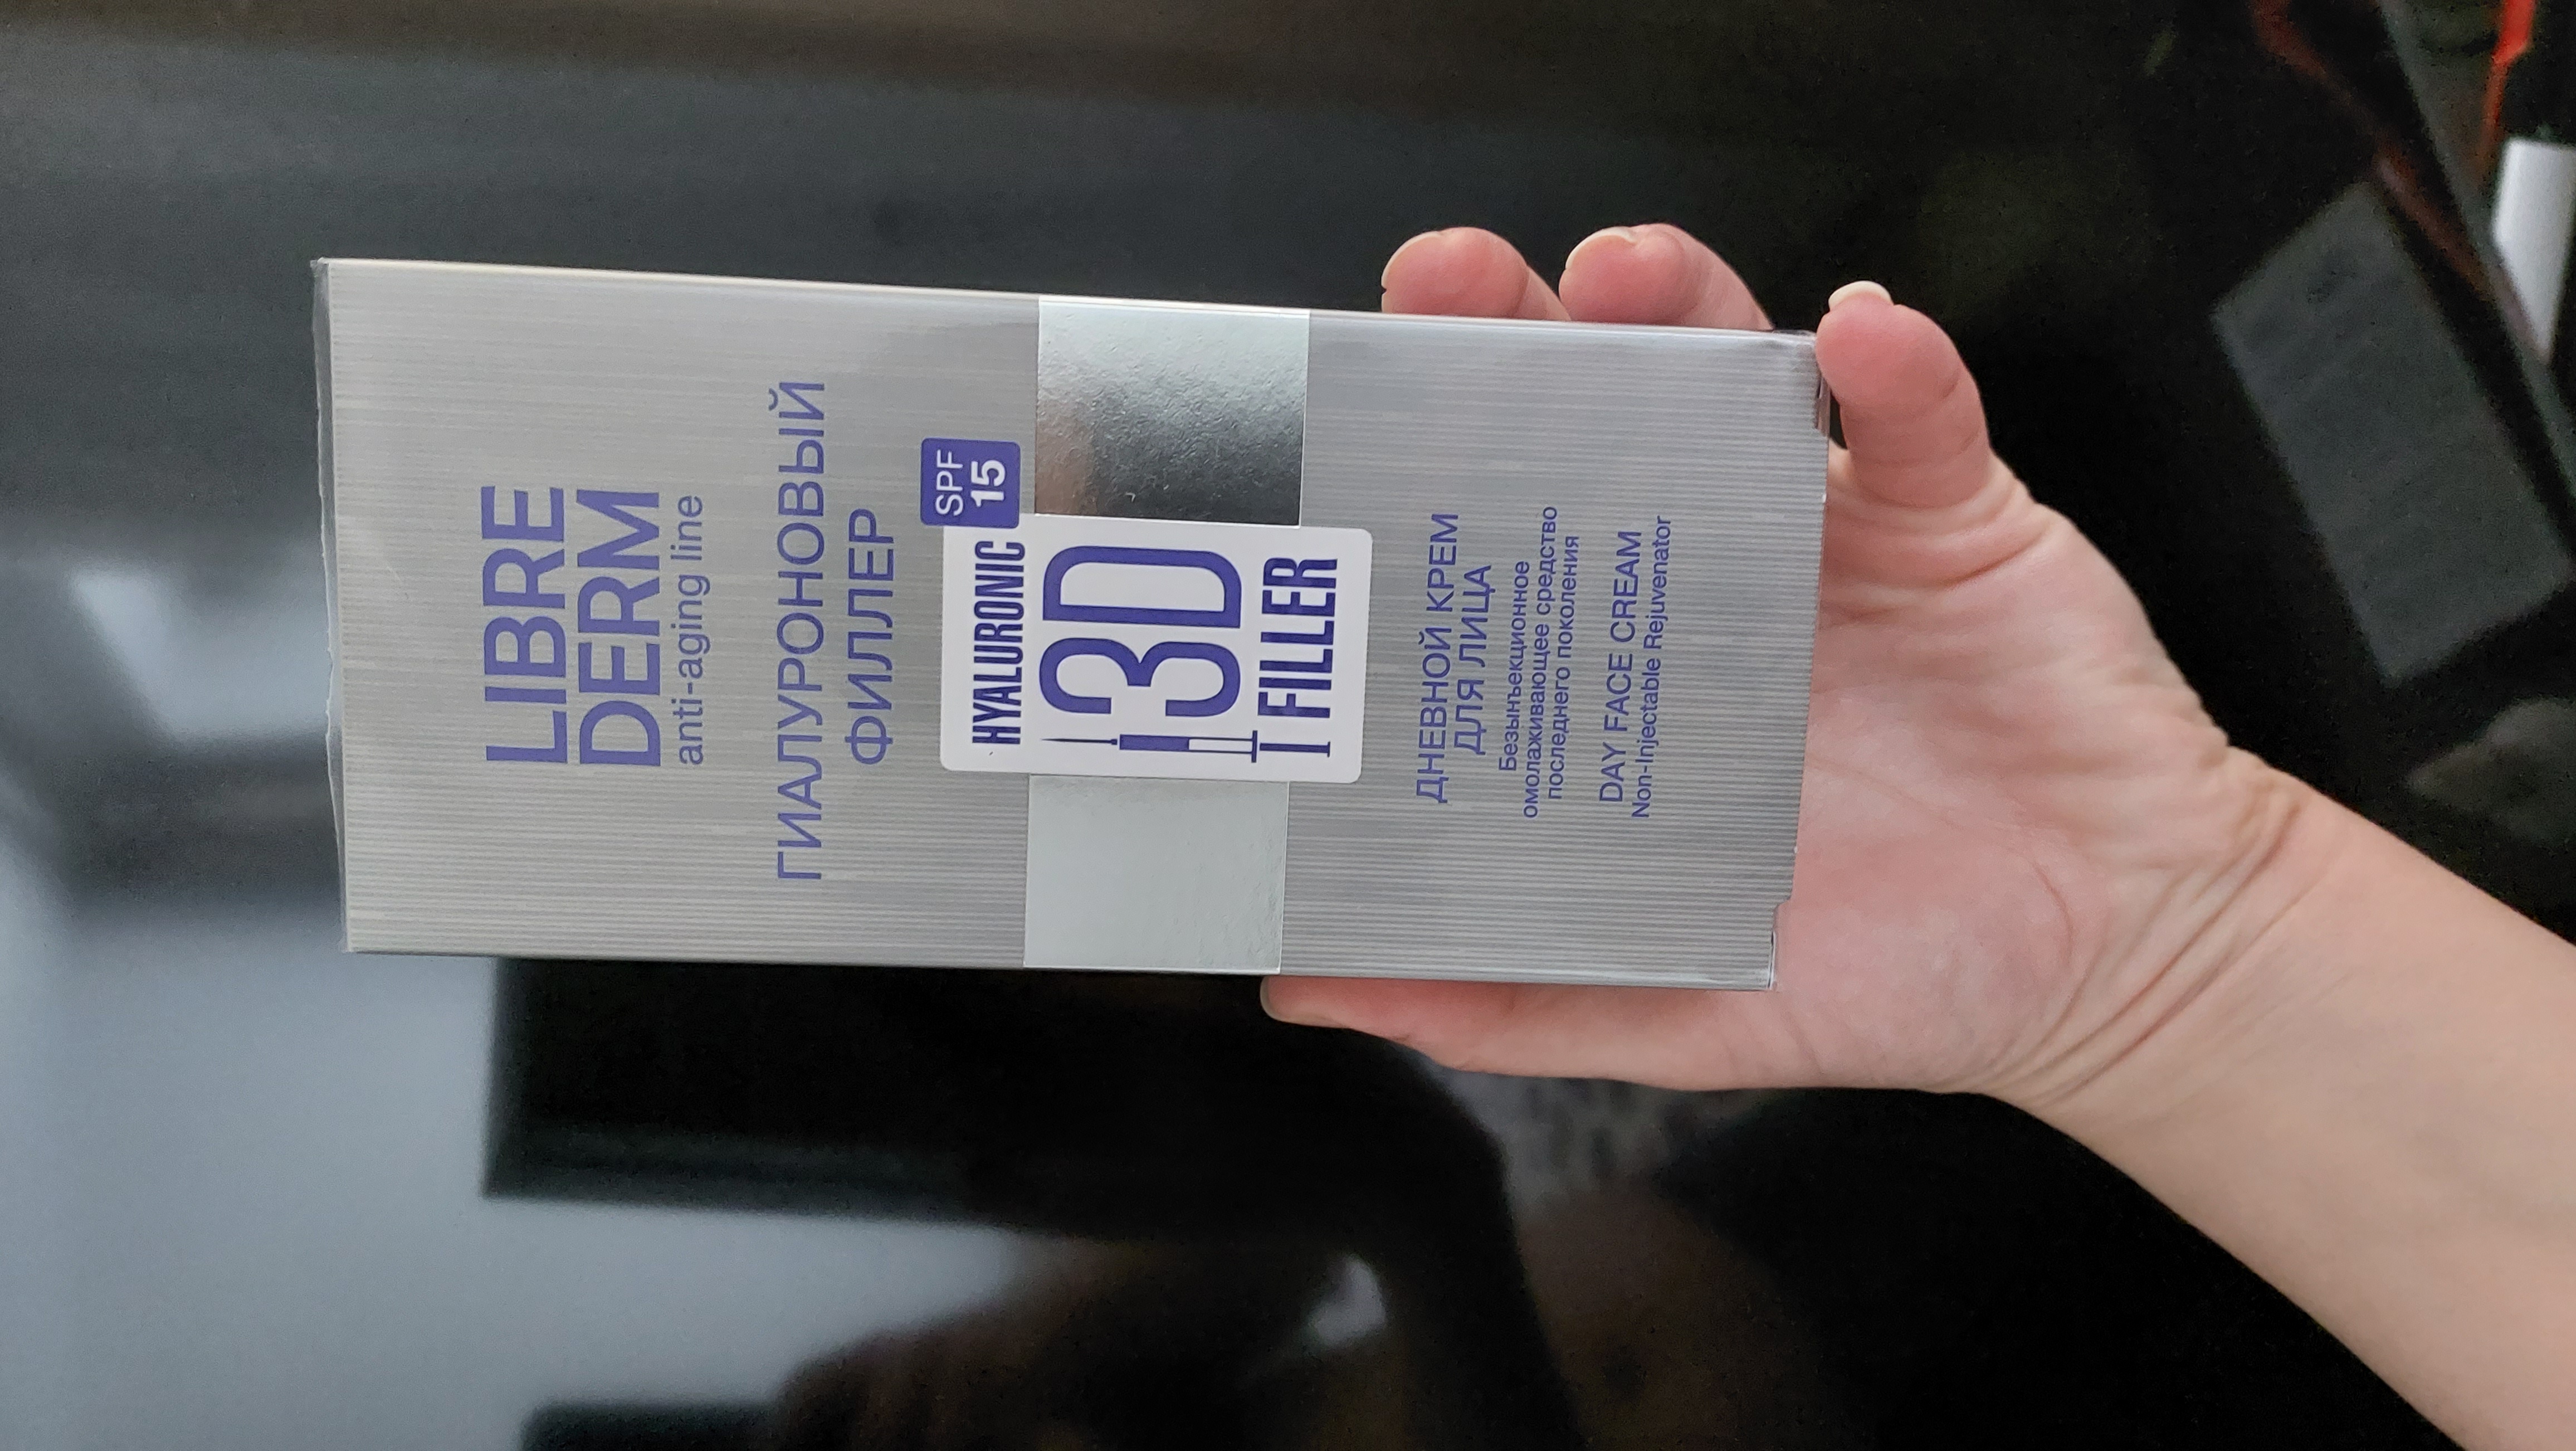 LIBRE
DERM
anti-aging line
ГИАЛУРОНОВЫЙ
ФИЛЛЕР
SPF
15
HYALURONIC
3D
FILLER
ДНЕВНОЙ КРЕМ
ДЛЯ ЛИЦА
Безынъекционное
омолаживающее средство
последнего поколения
DAY FACE CREAM
Non-Injectable Rejuvenator